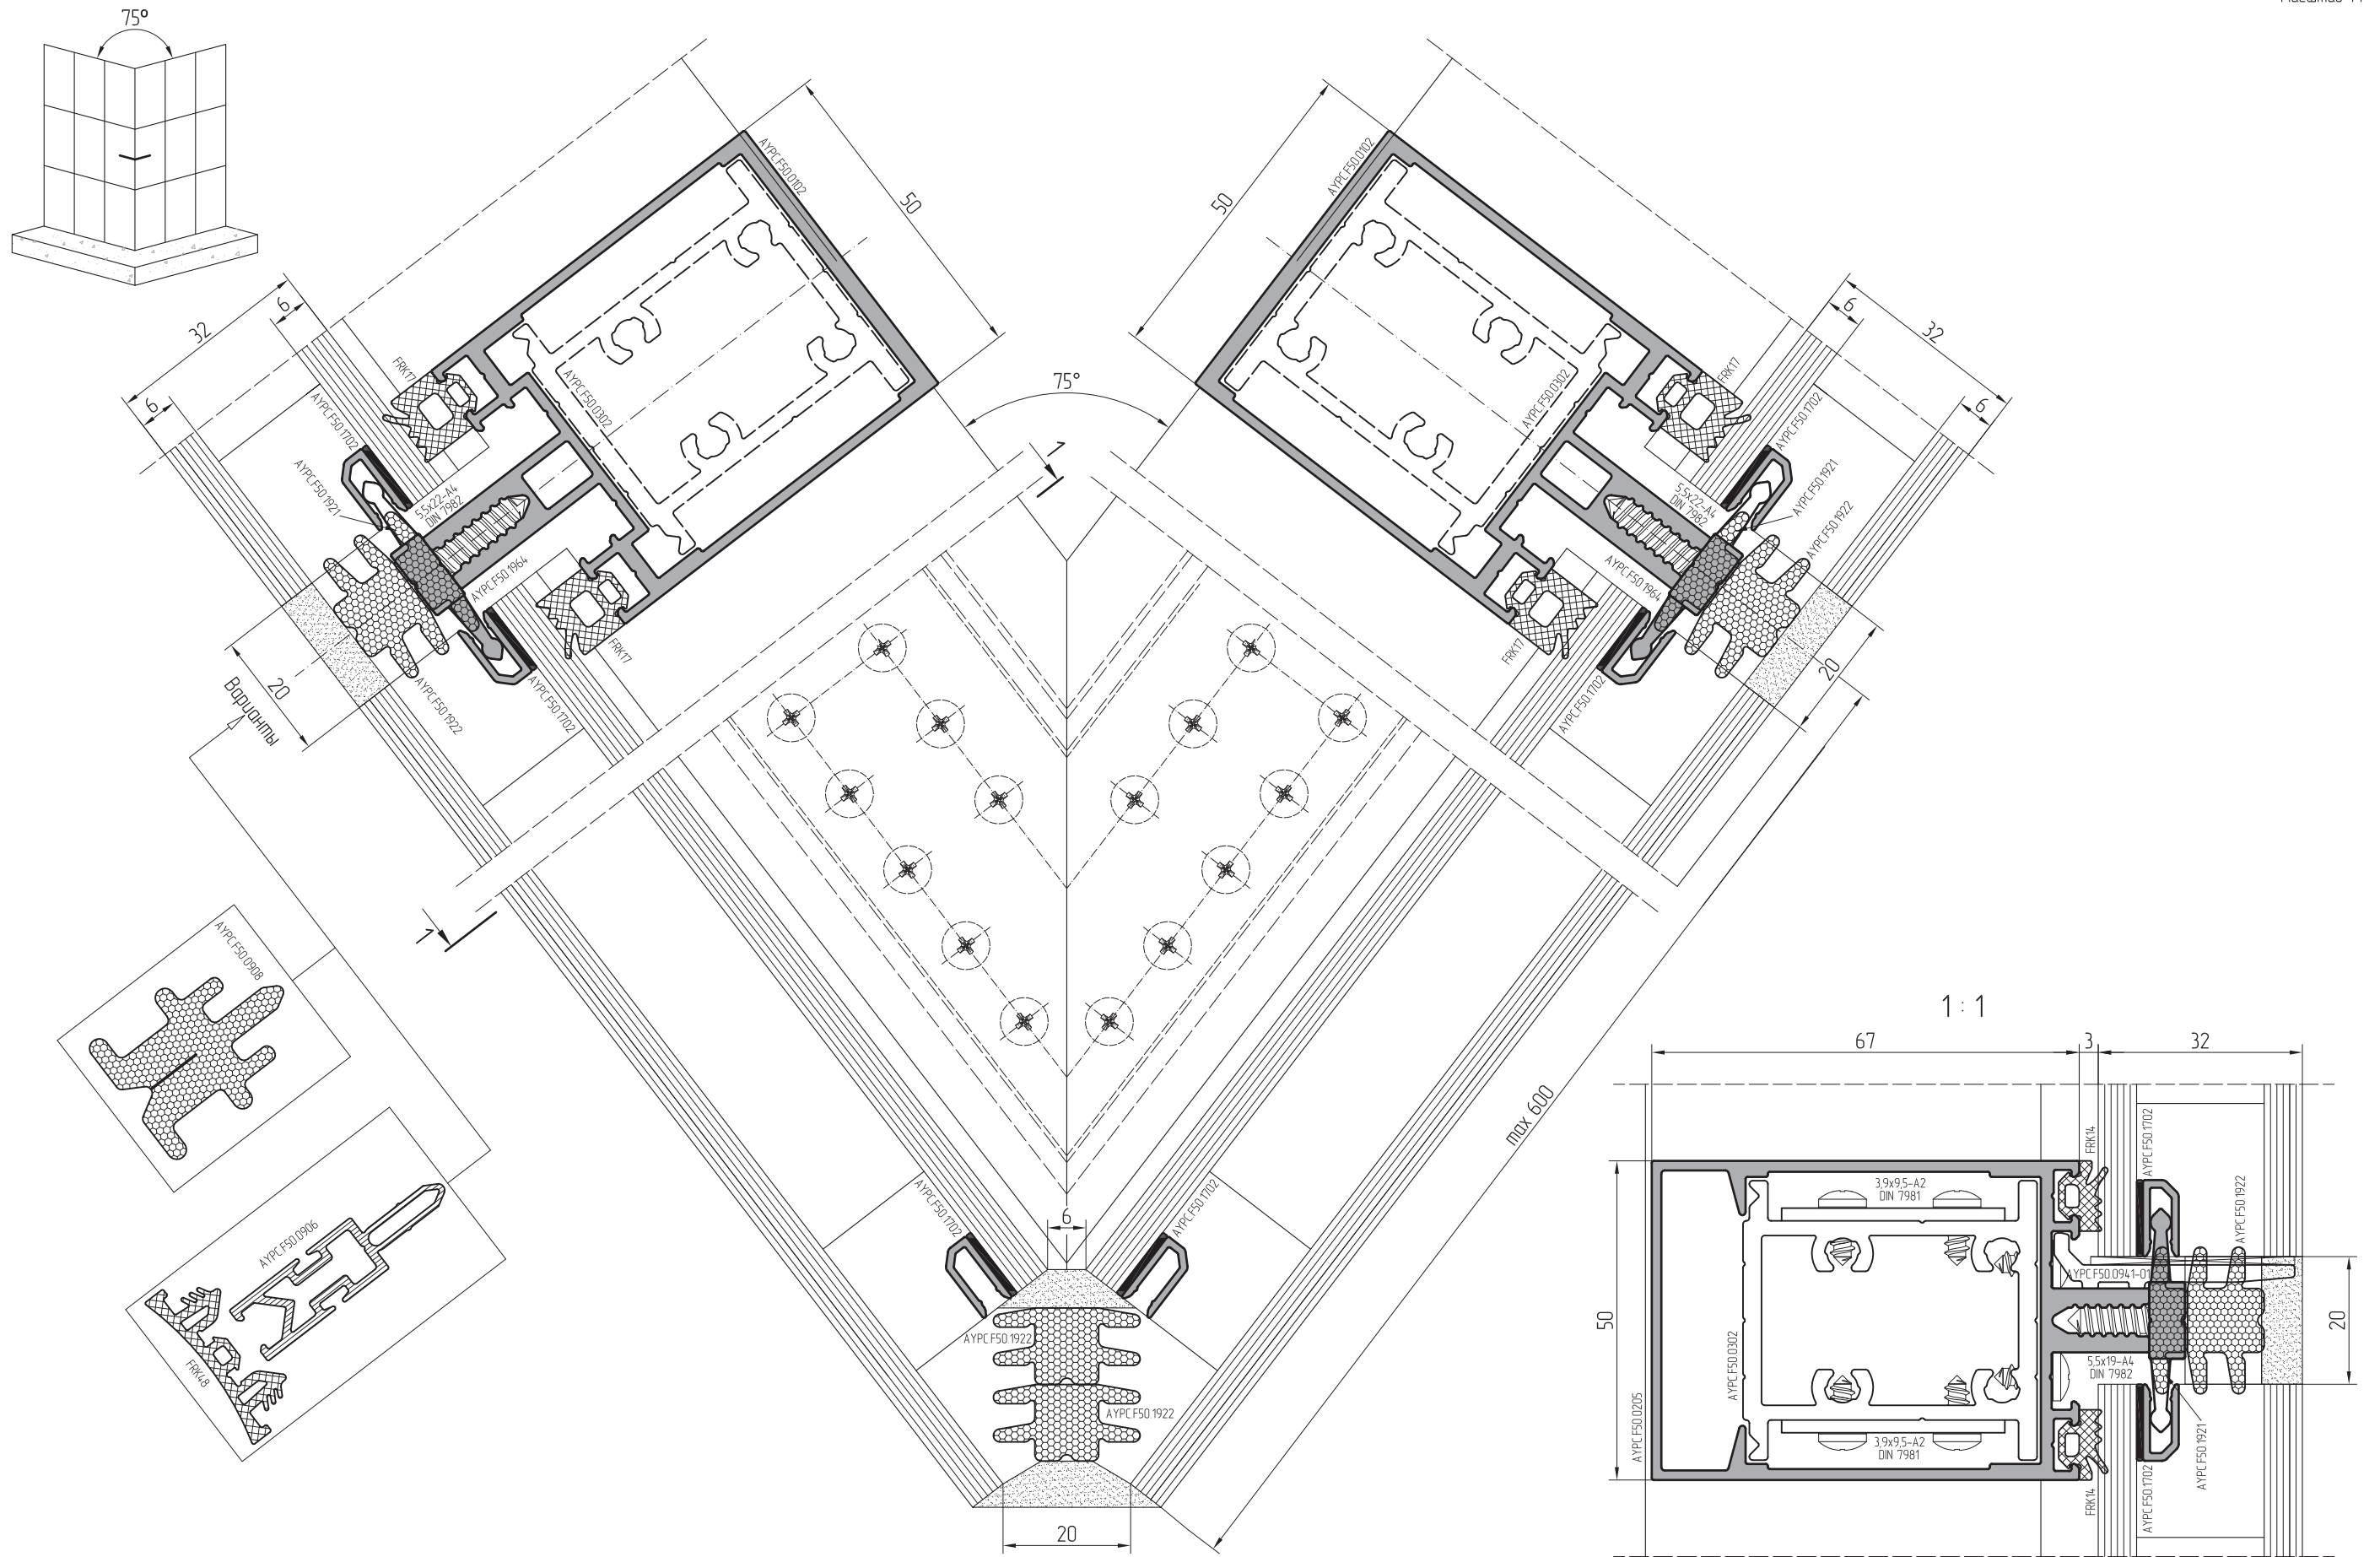 75°
AYPC.F50.0102
50
32
6
6
FRK17
AYPC.F50.0302
AYPC.F50.1702
AYPC.F50.1921
5,5x22-A4
DIN 7982
AYPC.F50.1964
FRK17
AYPC.F50.1702
AYPC.F50.1922
20
Варианты
75°
1
1
AYPC.F50.0102
50
AYPC.F50.0302
FRK17
6
32
6
AYPC.F50.1702
5,5x22-A4
DIN 7982
AYPC.F50.1921
AYPC.F50.1922
AYPC.F50.1964
FRK17
AYPC.F50.1702
20
max 600
AYPC.F50.0908
AYPC.F50.0906
FRK48
AYPC.F50.1702
6
AYPC.F50.1702
AYPC.F50.1922
AYPC.F50.1922
20
1 : 1
67
3
32
50
AYPC.F50.0205
AYPC.F50.0302
3,9x9,5-A2
DIN 7981
FRK14
AYPC.F50.1702
AYPC.F50.1922
AYPC.F50.0941-01
5,5x19-A4
DIN 7982
20
3,9x9,5-A2
DIN 7981
FRK14
AYPC.F50.1702
AYPC.F50.1921